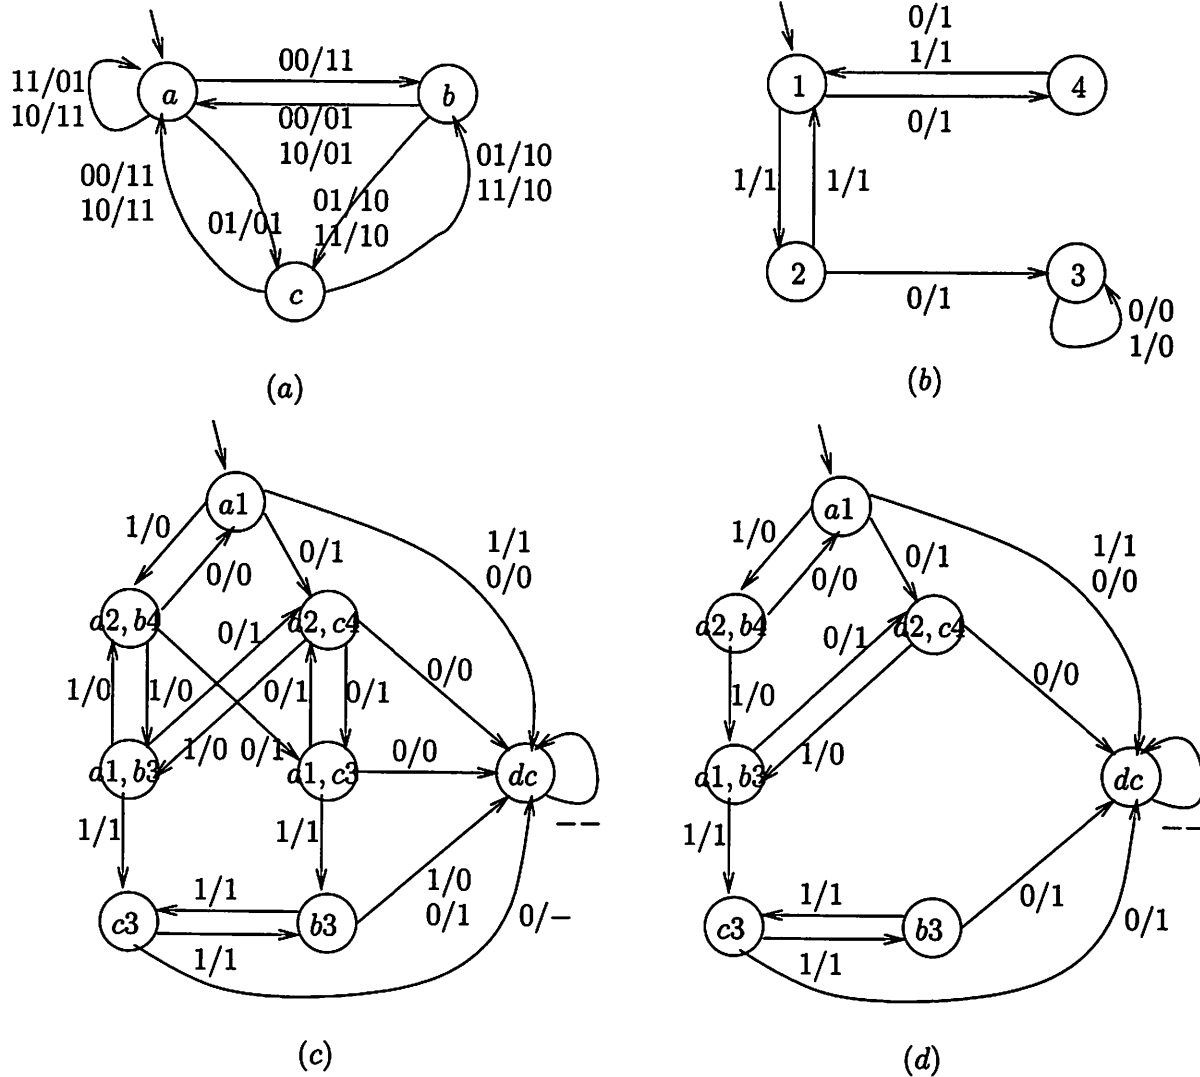 00/11
11/01
10/11
a
b
00/01
10/01
00/11
10/11
01/01
01/10
11/10
01/10
11/10
c
(a)
0/1
1/1
1
4
0/1
1/1
1/1
2
3
0/1
0/0
1/0
(b)
a1
1/0
0/0
0/1
1/1
0/0
a2, b4
a2, c4
0/1
0/0
1/0
1/0
0/1
0/1
1/0
0/1
0/0
a1, b3
a1, c3
dc
--
1/1
1/1
1/1
1/0
0/1
0/-
c3
b3
1/1
(c)
a1
1/0
0/0
0/1
1/1
0/0
a2, b4
a2, c4
0/1
0/0
1/0
1/0
a1, b3
dc
--
1/1
1/1
0/1
0/1
c3
b3
1/1
(d)